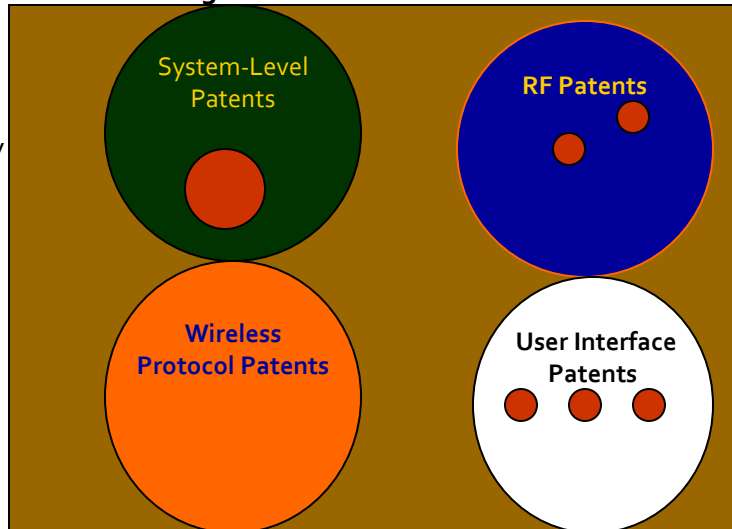 System-Level
Patents
RF Patents
Wireless
Protocol Patents
User Interface
Patents